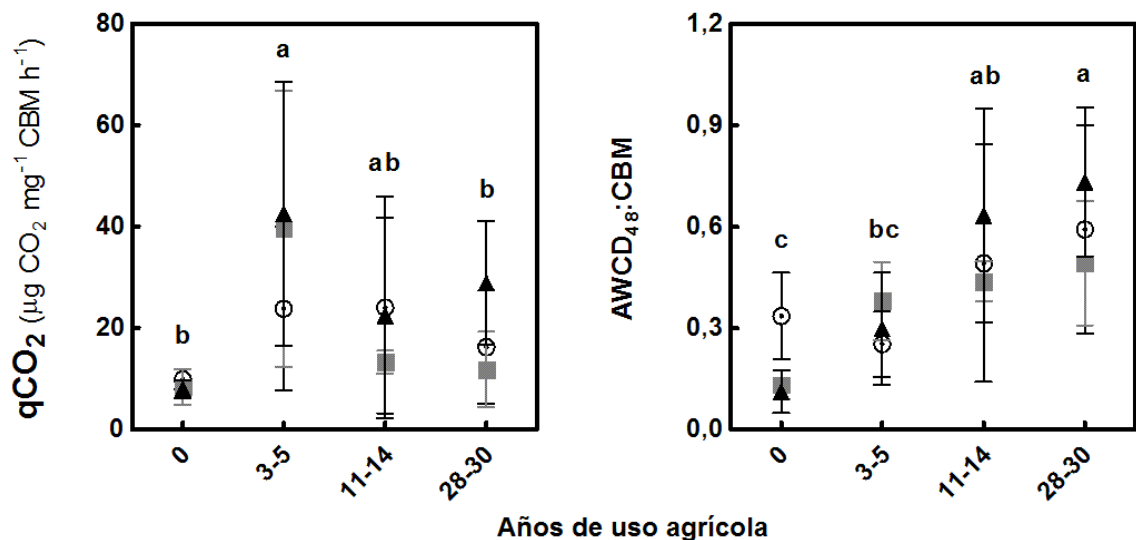 qCO₂ (µg CO₂ mg⁻¹ CBM h⁻¹)
80
60
40
20
0
b
a
ab
b
0
3-5
11-14
28-30
AWCD₄₈:CBM
1,2
0,9
0,6
0,3
0,0
c
bc
ab
a
0
3-5
11-14
28-30
Años de uso agrícola